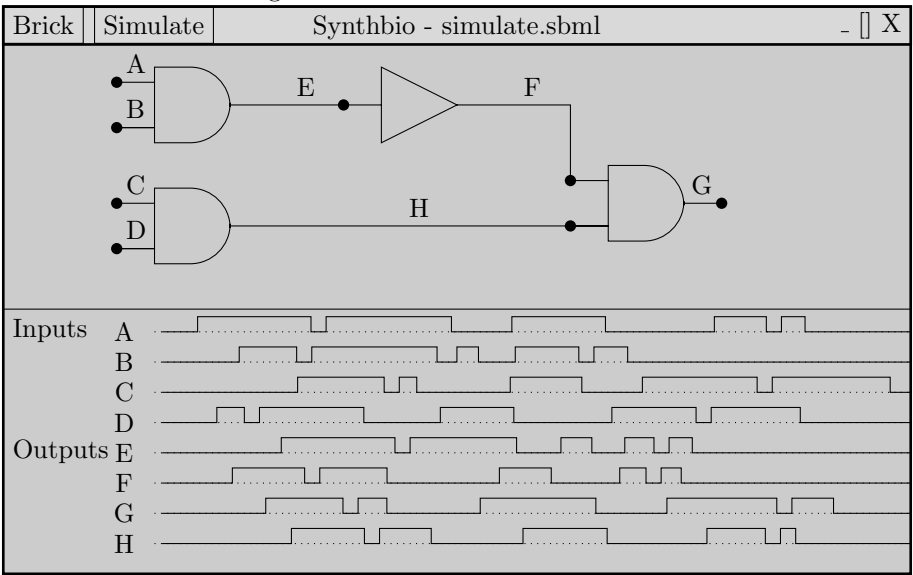 Brick Simulate Synthbio - simulate.sbml _ [] X
A
B
E
F
C
D
H
G
Inputs A
B
C
D
Outputs E
F
G
H